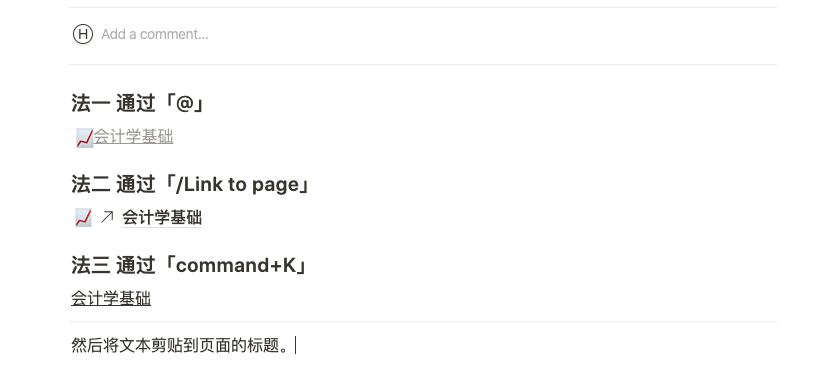 H Add a comment...
法一 通过「@」
会计学基础
法二 通过「/Link to page」
↗ 会计学基础
法三 通过「command+K」
会计学基础
然后将文本剪贴到页面的标题。